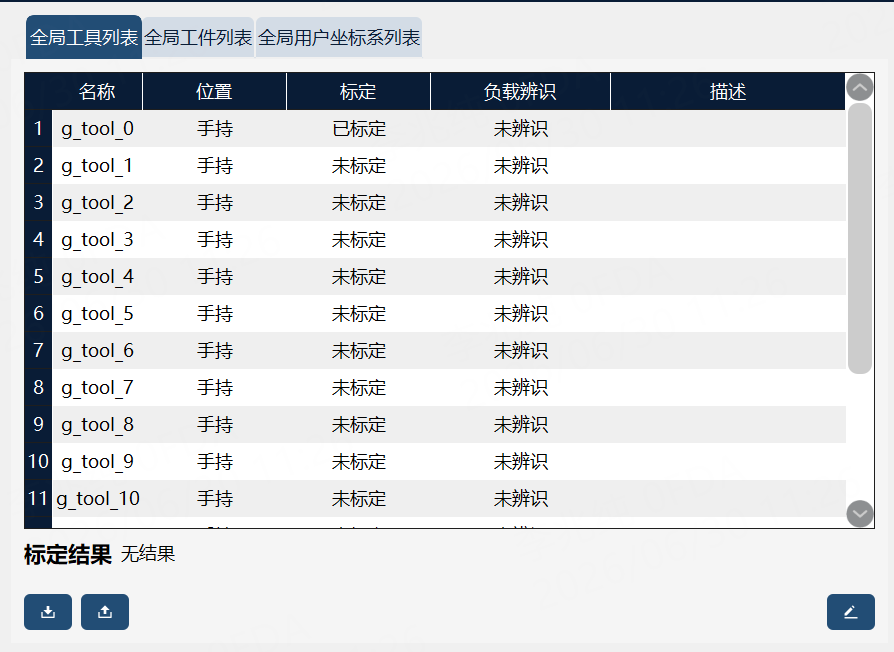 全局工具列表 全局工件列表 全局用户坐标系列表
名称 位置 标定 负载辨识 描述
1 g_tool_0 手持 已标定 未辨识
2 g_tool_1 手持 未标定 未辨识
3 g_tool_2 手持 未标定 未辨识
4 g_tool_3 手持 未标定 未辨识
5 g_tool_4 手持 未标定 未辨识
6 g_tool_5 手持 未标定 未辨识
7 g_tool_6 手持 未标定 未辨识
8 g_tool_7 手持 未标定 未辨识
9 g_tool_8 手持 未标定 未辨识
10 g_tool_9 手持 未标定 未辨识
11 g_tool_10 手持 未标定 未辨识
标定结果 无结果